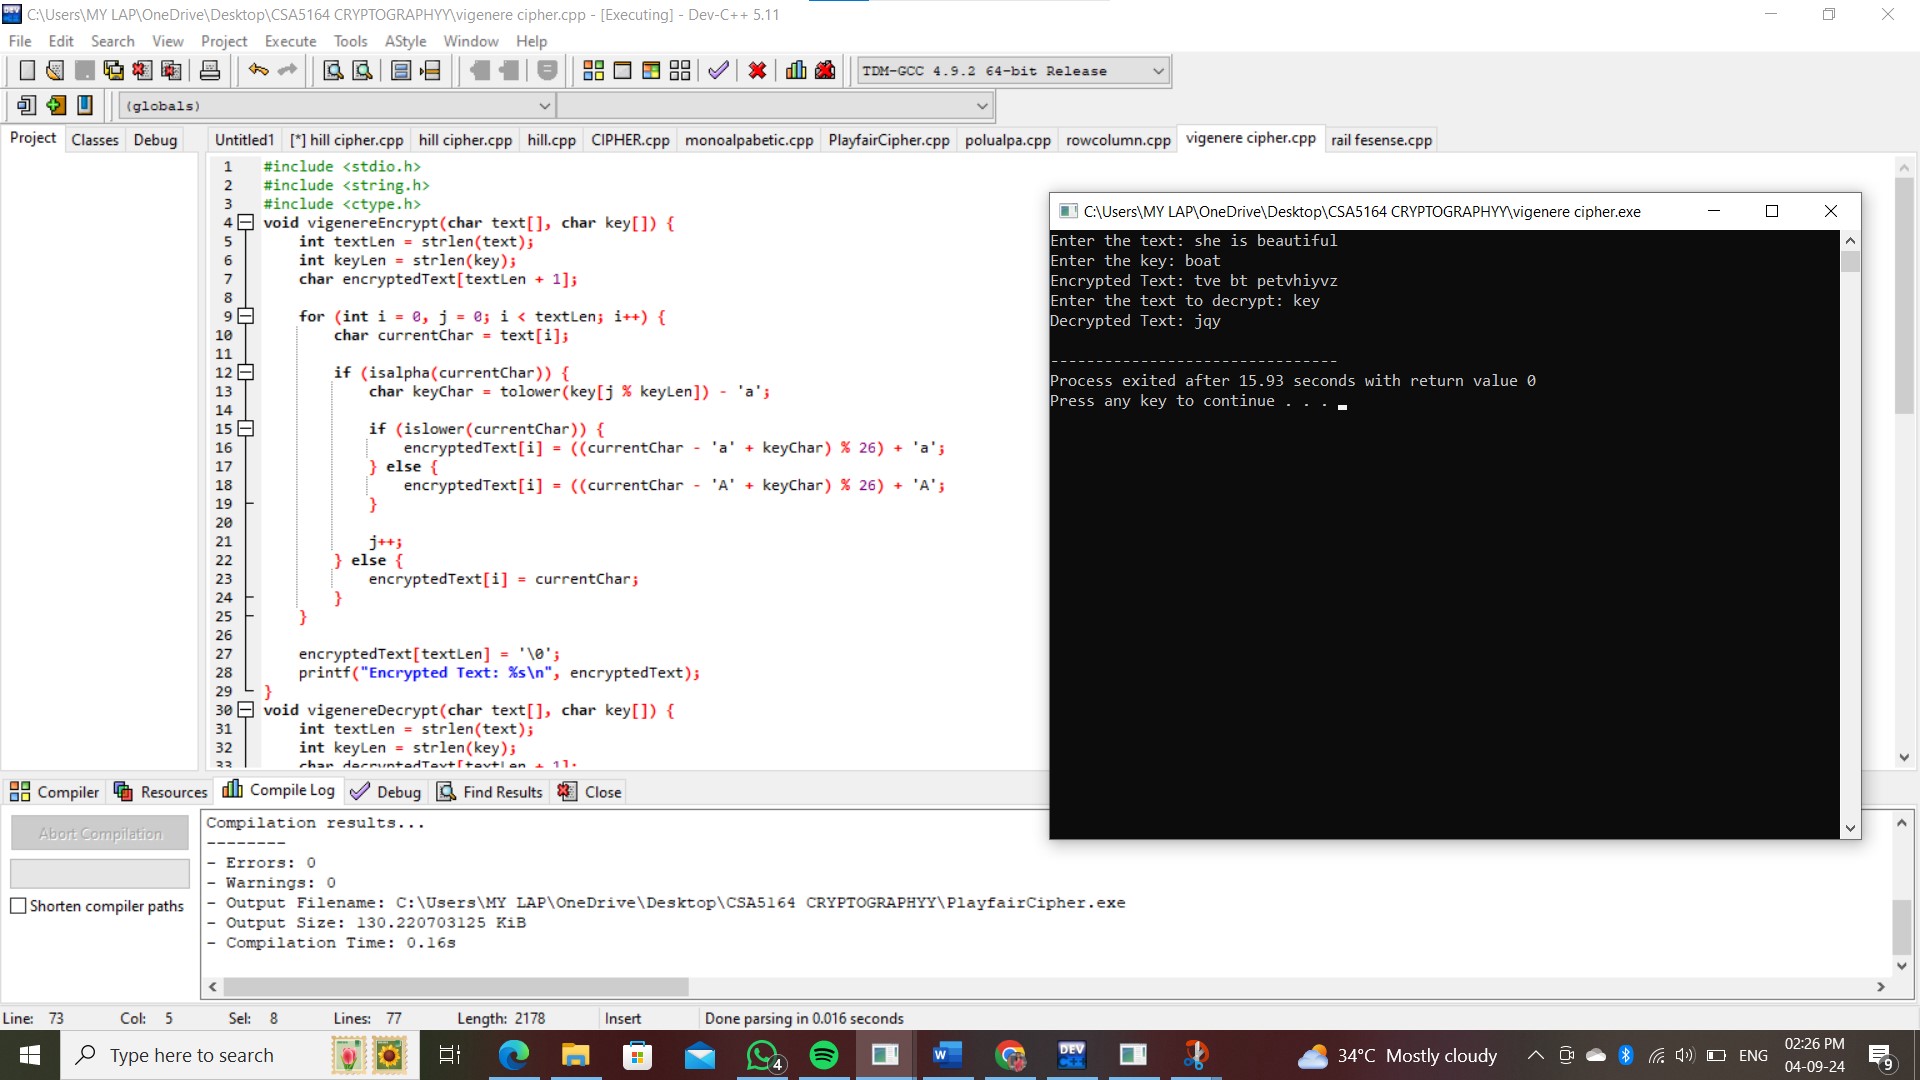 C:\Users\MY LAP\OneDrive\Desktop\CSA5164 CRYPTOGRAPHYY\vigenere cipher.cpp - [Executing] - Dev-C++ 5.11
File Edit Search View Project Execute Tools AStyle Window Help
TDM-GCC 4.9.2 64-bit Release
(globals)
Project Classes Debug
Untitled1 [*] hill cipher.cpp hill cipher.cpp hill.cpp CIPHER.cpp monoalpabetic.cpp PlayfairCipher.cpp polualpa.cpp rowcolumn.cpp vigenere cipher.cpp rail fesense.cpp
1 #include <stdio.h>
2 #include <string.h>
3 #include <ctype.h>
4 void vigenereEncrypt(char text[], char key[]) {
5 int textLen = strlen(text);
6 int keyLen = strlen(key);
7 char encryptedText[textLen + 1];
8
9 for (int i = 0, j = 0; i < textLen; i++) {
10 char currentChar = text[i];
11
12 if (isalpha(currentChar)) {
13 char keyChar = tolower(key[j % keyLen]) - 'a';
14
15 if (islower(currentChar)) {
16 encryptedText[i] = ((currentChar - 'a' + keyChar) % 26) + 'a';
17 } else {
18 encryptedText[i] = ((currentChar - 'A' + keyChar) % 26) + 'A';
19 }
20
21 j++;
22 } else {
23 encryptedText[i] = currentChar;
24 }
25 }
26
27 encryptedText[textLen] = '\0';
28 printf("Encrypted Text: %s\n", encryptedText);
29 }
30 void vigenereDecrypt(char text[], char key[]) {
31 int textLen = strlen(text);
32 int keyLen = strlen(key);
33 char decryptedText[textLen + 1];
C:\Users\MY LAP\OneDrive\Desktop\CSA5164 CRYPTOGRAPHYY\vigenere cipher.exe
Enter the text: she is beautiful
Enter the key: boat
Encrypted Text: tve bt petvhiyvz
Enter the text to decrypt: key
Decrypted Text: jqy
--------------------------------
Process exited after 15.93 seconds with return value 0
Press any key to continue . . .
Compiler Resources Compile Log Debug Find Results Close
Abort Compilation
Shorten compiler paths
Compilation results...
--------
- Errors: 0
- Warnings: 0
- Output Filename: C:\Users\MY LAP\OneDrive\Desktop\CSA5164 CRYPTOGRAPHYY\PlayfairCipher.exe
- Output Size: 130.220703125 KiB
- Compilation Time: 0.16s
Line: 73 Col: 5 Sel: 8 Lines: 77 Length: 2178 Insert Done parsing in 0.016 seconds
Type here to search
4
W
DEV
34°C Mostly cloudy
ENG
02:26 PM
04-09-24
9